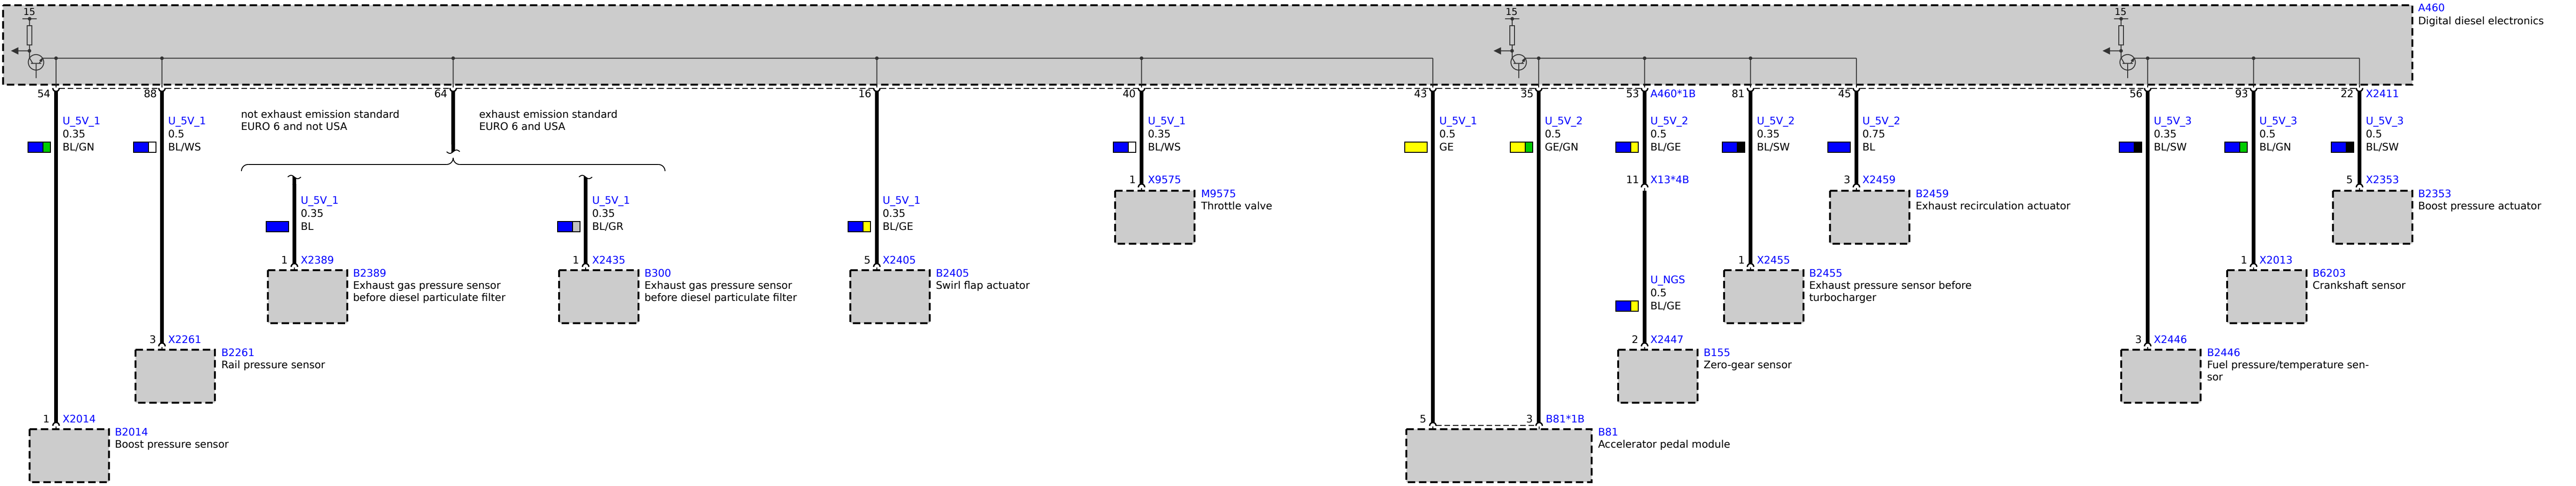 15
15
15
A460
Digital diesel electronics
54
88
64
16
40
43
35
53
A460*1B
81
45
56
93
22
X2411
not exhaust emission standard
EURO 6 and not USA
exhaust emission standard
EURO 6 and USA
U_5V_1
0.35
BL/GN
U_5V_1
0.5
BL/WS
U_5V_1
0.35
BL/WS
U_5V_1
0.5
GE
U_5V_2
0.5
GE/GN
U_5V_2
0.5
BL/GE
U_5V_2
0.35
BL/SW
U_5V_2
0.75
BL
U_5V_3
0.35
BL/SW
U_5V_3
0.5
BL/GN
U_5V_3
0.5
BL/SW
1
X9575
M9575
Throttle valve
11
X13*4B
3
X2459
B2459
Exhaust recirculation actuator
5
X2353
B2353
Boost pressure actuator
U_5V_1
0.35
BL
U_5V_1
0.35
BL/GR
U_5V_1
0.35
BL/GE
1
X2389
B2389
Exhaust gas pressure sensor
before diesel particulate filter
1
X2435
B300
Exhaust gas pressure sensor
before diesel particulate filter
5
X2405
B2405
Swirl flap actuator
U_NGS
0.5
BL/GE
1
X2455
B2455
Exhaust pressure sensor before
turbocharger
1
X2013
B6203
Crankshaft sensor
3
X2261
B2261
Rail pressure sensor
2
X2447
B155
Zero-gear sensor
3
X2446
B2446
Fuel pressure/temperature sen-
sor
1
X2014
B2014
Boost pressure sensor
5
3
B81*1B
B81
Accelerator pedal module